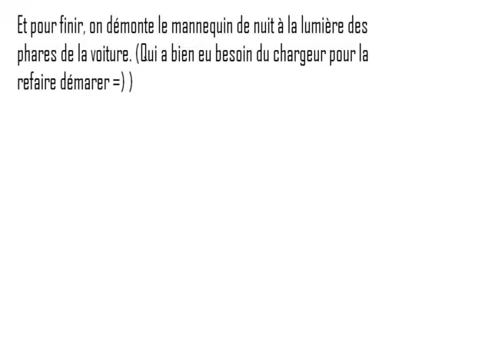 Et pour finir, on démonte le mannequin de nuit à la lumière des
phares de la voiture. (Qui a bien eu besoin du chargeur pour la
refaire démarer =) )